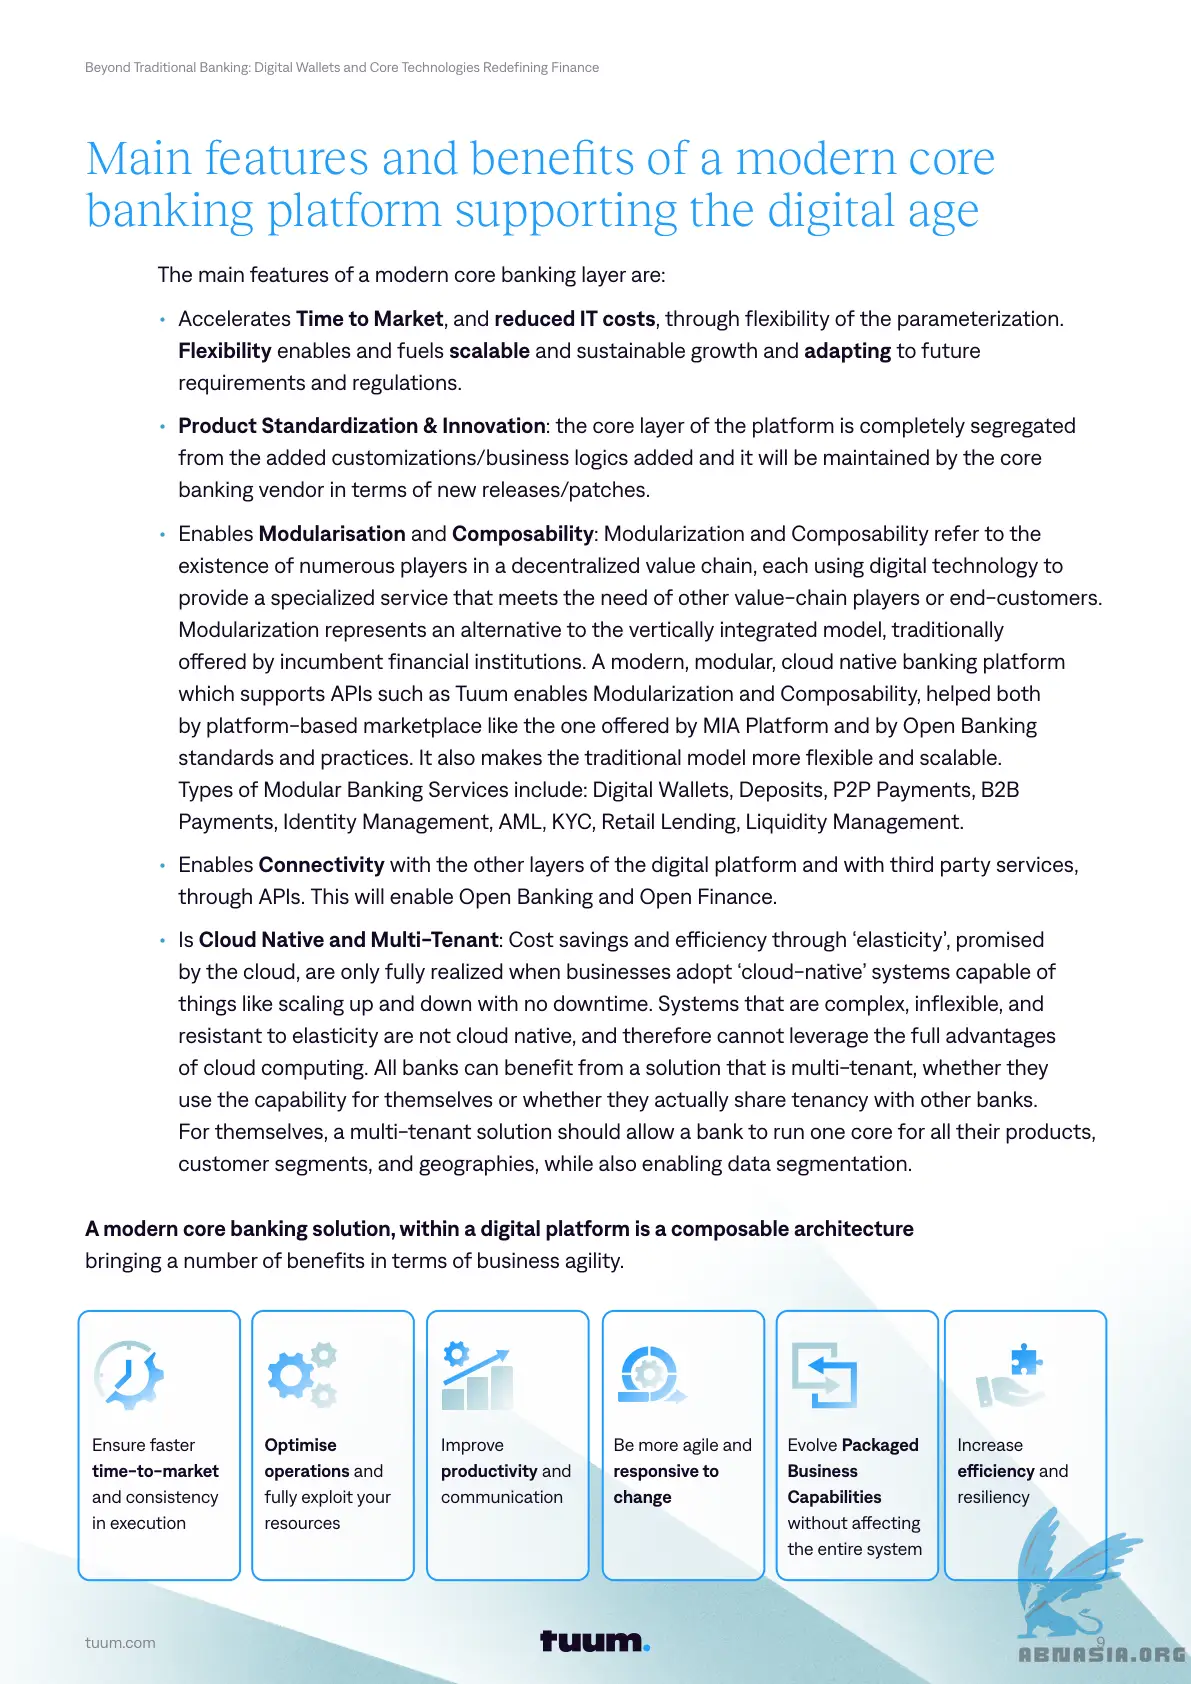 Beyond Traditional Banking: Digital Wallets and Core Technologies Redefining Finance
Main features and benefits of a modern core
banking platform supporting the digital age
The main features of a modern core banking layer are:
• Accelerates Time to Market, and reduced IT costs, through flexibility of the parameterization.
Flexibility enables and fuels scalable and sustainable growth and adapting to future
requirements and regulations.
• Product Standardization & Innovation: the core layer of the platform is completely segregated
from the added customizations/business logics added and it will be maintained by the core
banking vendor in terms of new releases/patches.
• Enables Modularisation and Composability: Modularization and Composability refer to the
existence of numerous players in a decentralized value chain, each using digital technology to
provide a specialized service that meets the need of other value-chain players or end-customers.
Modularization represents an alternative to the vertically integrated model, traditionally
offered by incumbent financial institutions. A modern, modular, cloud native banking platform
which supports APIs such as Tuum enables Modularization and Composability, helped both
by platform-based marketplace like the one offered by MIA Platform and by Open Banking
standards and practices. It also makes the traditional model more flexible and scalable.
Types of Modular Banking Services include: Digital Wallets, Deposits, P2P Payments, B2B
Payments, Identity Management, AML, KYC, Retail Lending, Liquidity Management.
• Enables Connectivity with the other layers of the digital platform and with third party services,
through APIs. This will enable Open Banking and Open Finance.
• Is Cloud Native and Multi-Tenant: Cost savings and efficiency through ‘elasticity’, promised
by the cloud, are only fully realized when businesses adopt ‘cloud-native’ systems capable of
things like scaling up and down with no downtime. Systems that are complex, inflexible, and
resistant to elasticity are not cloud native, and therefore cannot leverage the full advantages
of cloud computing. All banks can benefit from a solution that is multi-tenant, whether they
use the capability for themselves or whether they actually share tenancy with other banks.
For themselves, a multi-tenant solution should allow a bank to run one core for all their products,
customer segments, and geographies, while also enabling data segmentation.
A modern core banking solution, within a digital platform is a composable architecture
bringing a number of benefits in terms of business agility.
Ensure faster
time-to-market
and consistency
in execution
Optimise
operations and
fully exploit your
resources
Improve
productivity and
communication
Be more agile and
responsive to
change
Evolve Packaged
Business
Capabilities
without affecting
the entire system
Increase
efficiency and
resiliency
tuum.com
tuum.
9
ABNASIA.ORG